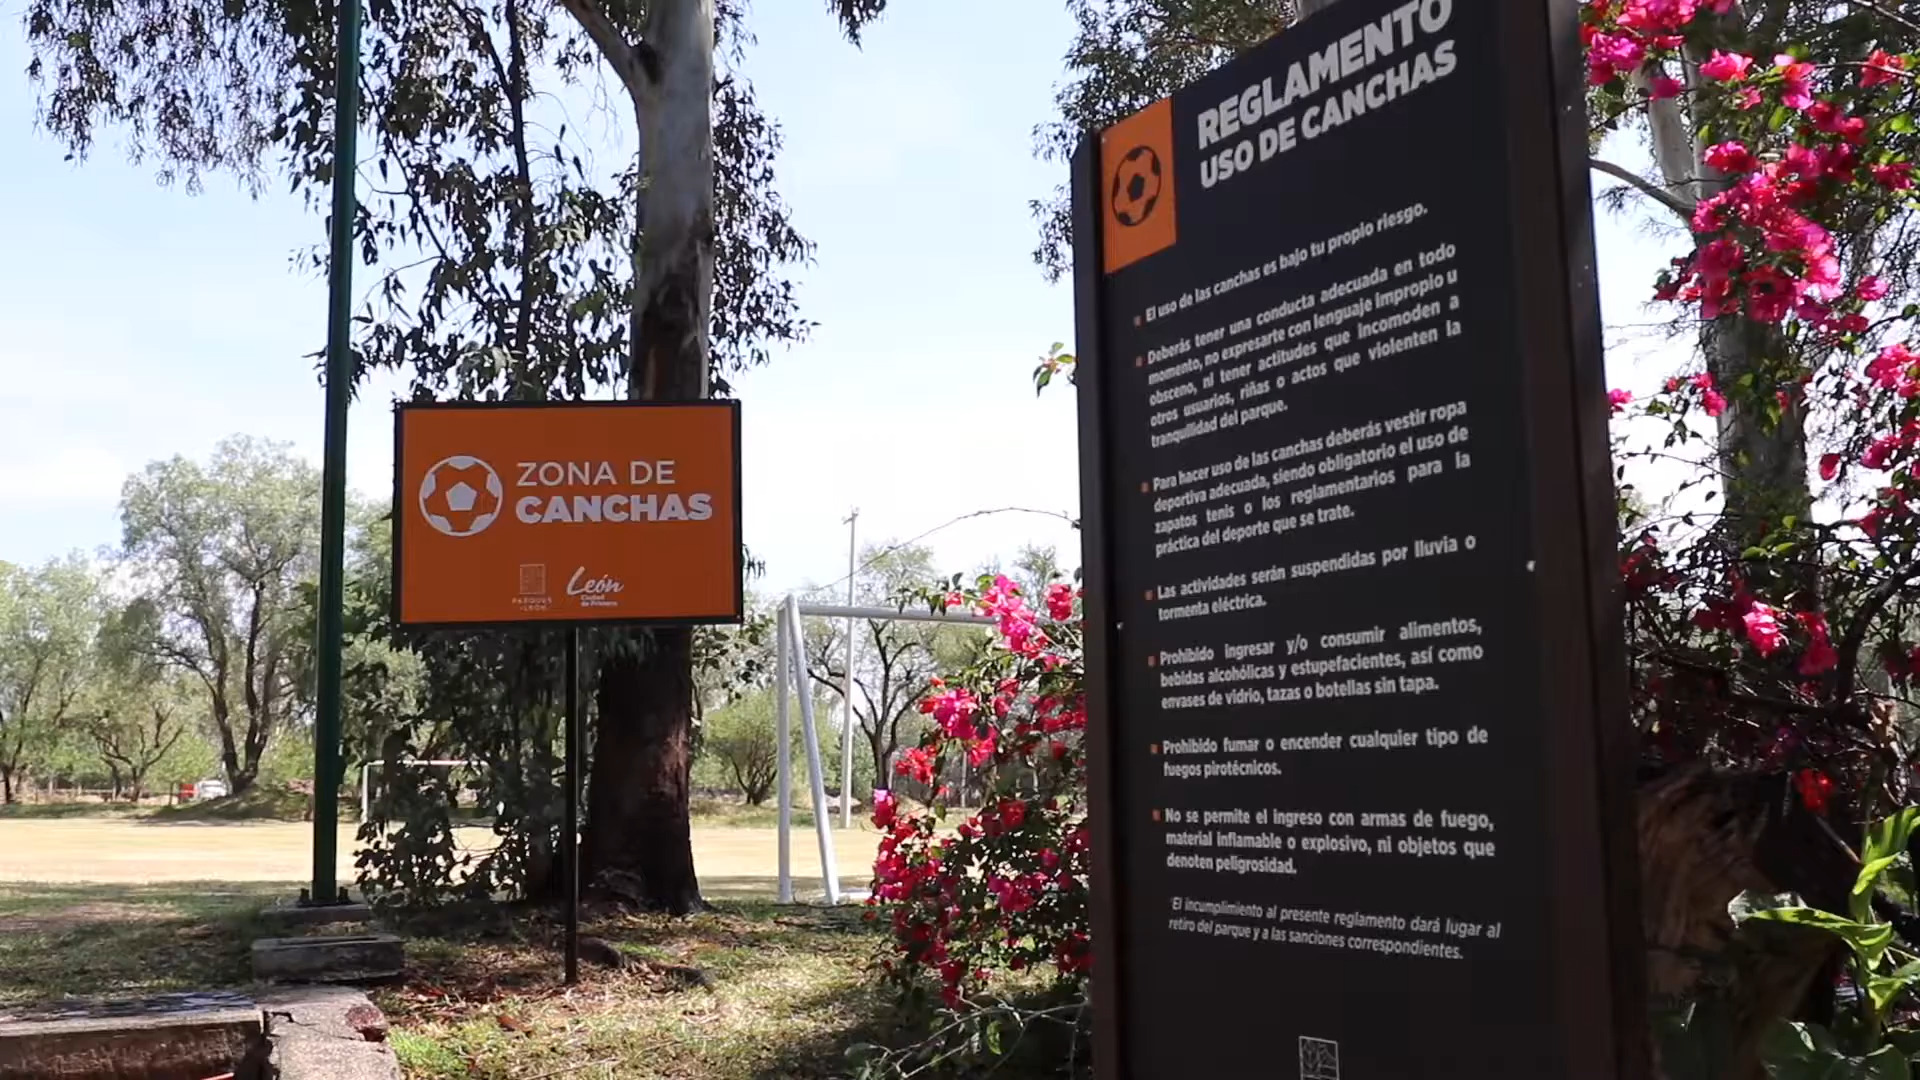 ZONA DE
CANCHAS
PARQUES
LEÓN
León
Ciudad
de Primera
REGLAMENTO
USO DE CANCHAS
El uso de las canchas es bajo tu propio riesgo.
Deberás tener una conducta adecuada en todo
momento, no expresarte con lenguaje impropio u
obsceno, ni tener actitudes que incomoden a
otros usuarios, riñas o actos que violenten la
tranquilidad del parque.
Para hacer uso de las canchas deberás vestir ropa
deportiva adecuada, siendo obligatorio el uso de
zapatos tenis o los reglamentarios para la
práctica del deporte que se trate.
Las actividades serán suspendidas por lluvia o
tormenta eléctrica.
Prohibido ingresar y/o consumir alimentos,
bebidas alcohólicas y estupefacientes, así como
envases de vidrio, tazas o botellas sin tapa.
Prohibido fumar o encender cualquier tipo de
fuegos pirotécnicos.
No se permite el ingreso con armas de fuego,
material inflamable o explosivo, ni objetos que
denoten peligrosidad.
El incumplimiento al presente reglamento dará lugar al
retiro del parque y a las sanciones correspondientes.